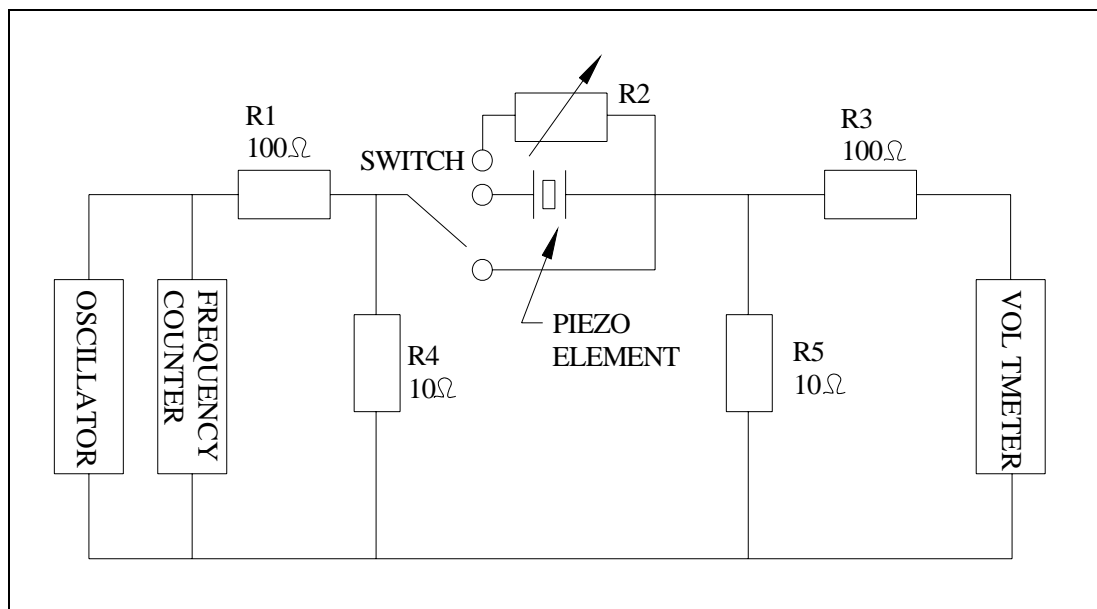 R1
100Ω
SWITCH
R2
R3
100Ω
OSCILLATOR
FREQUENCY
COUNTER
R4
10Ω
PIEZO
ELEMENT
R5
10Ω
VOL TMETER